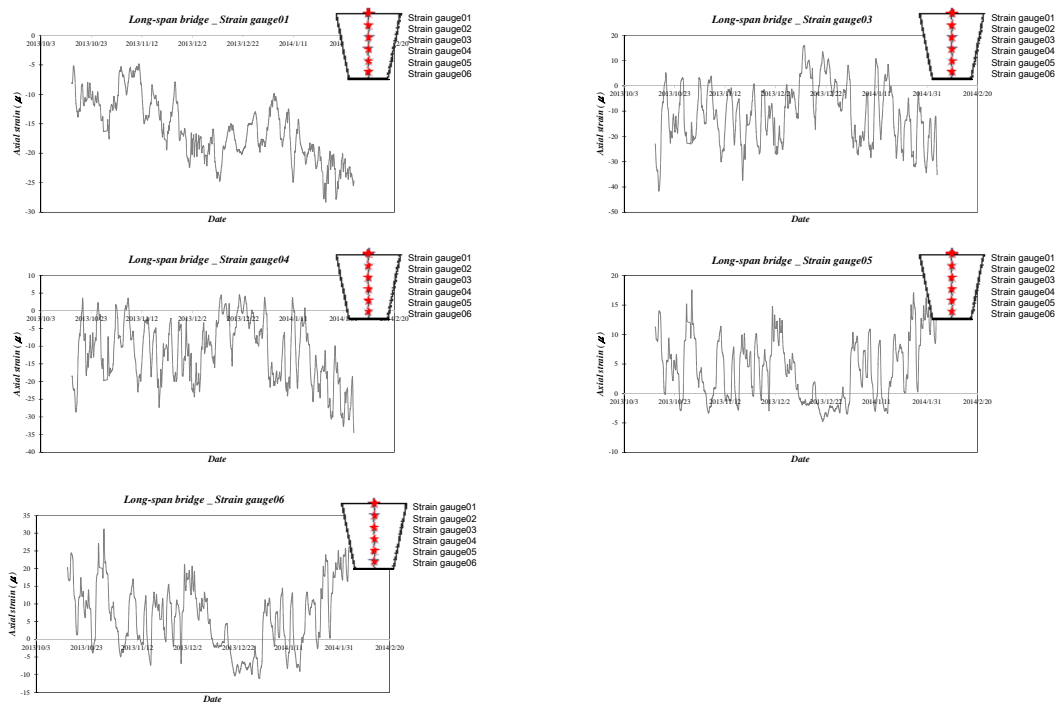 Long-span bridge _ Strain gauge01
Strain gauge01
Strain gauge02
Strain gauge03
Strain gauge04
Strain gauge05
Strain gauge06
0
-5
-10
-15
-20
-25
-30
2013/10/3 2013/10/23 2013/11/12 2013/12/2 2013/12/22 2014/1/11
Axial strain ( μ )
Date
Long-span bridge _ Strain gauge03
Strain gauge01
Strain gauge02
Strain gauge03
Strain gauge04
Strain gauge05
Strain gauge06
20
10
0
-10
-20
-30
-40
-50
2013/10/3 2013/10/23 2013/11/12 2013/12/2 2013/12/22 2014/1/11 2014/1/31 2014/2/20
Axial strain ( μ )
Date
Long-span bridge _ Strain gauge04
Strain gauge01
Strain gauge02
Strain gauge03
Strain gauge04
Strain gauge05
Strain gauge06
10
5
0
-5
-10
-15
-20
-25
-30
-35
-40
2013/10/3 2013/10/23 2013/11/12 2013/12/2 2013/12/22 2014/1/11
Axial strain ( μ )
Date
Long-span bridge _ Strain gauge05
Strain gauge01
Strain gauge02
Strain gauge03
Strain gauge04
Strain gauge05
Strain gauge06
20
15
10
5
0
-5
-10
2013/10/3 2013/10/23 2013/11/12 2013/12/2 2013/12/22 2014/1/11 2014/1/31 2014/2/20
Axial strain ( μ )
Date
Long-span bridge _ Strain gauge06
Strain gauge01
Strain gauge02
Strain gauge03
Strain gauge04
Strain gauge05
Strain gauge06
35
30
25
20
15
10
5
0
-5
-10
-15
2013/10/3 2013/10/23 2013/11/12 2013/12/2 2013/12/22 2014/1/11 2014/1/31 2014/2/20
Axial strain ( μ )
Date